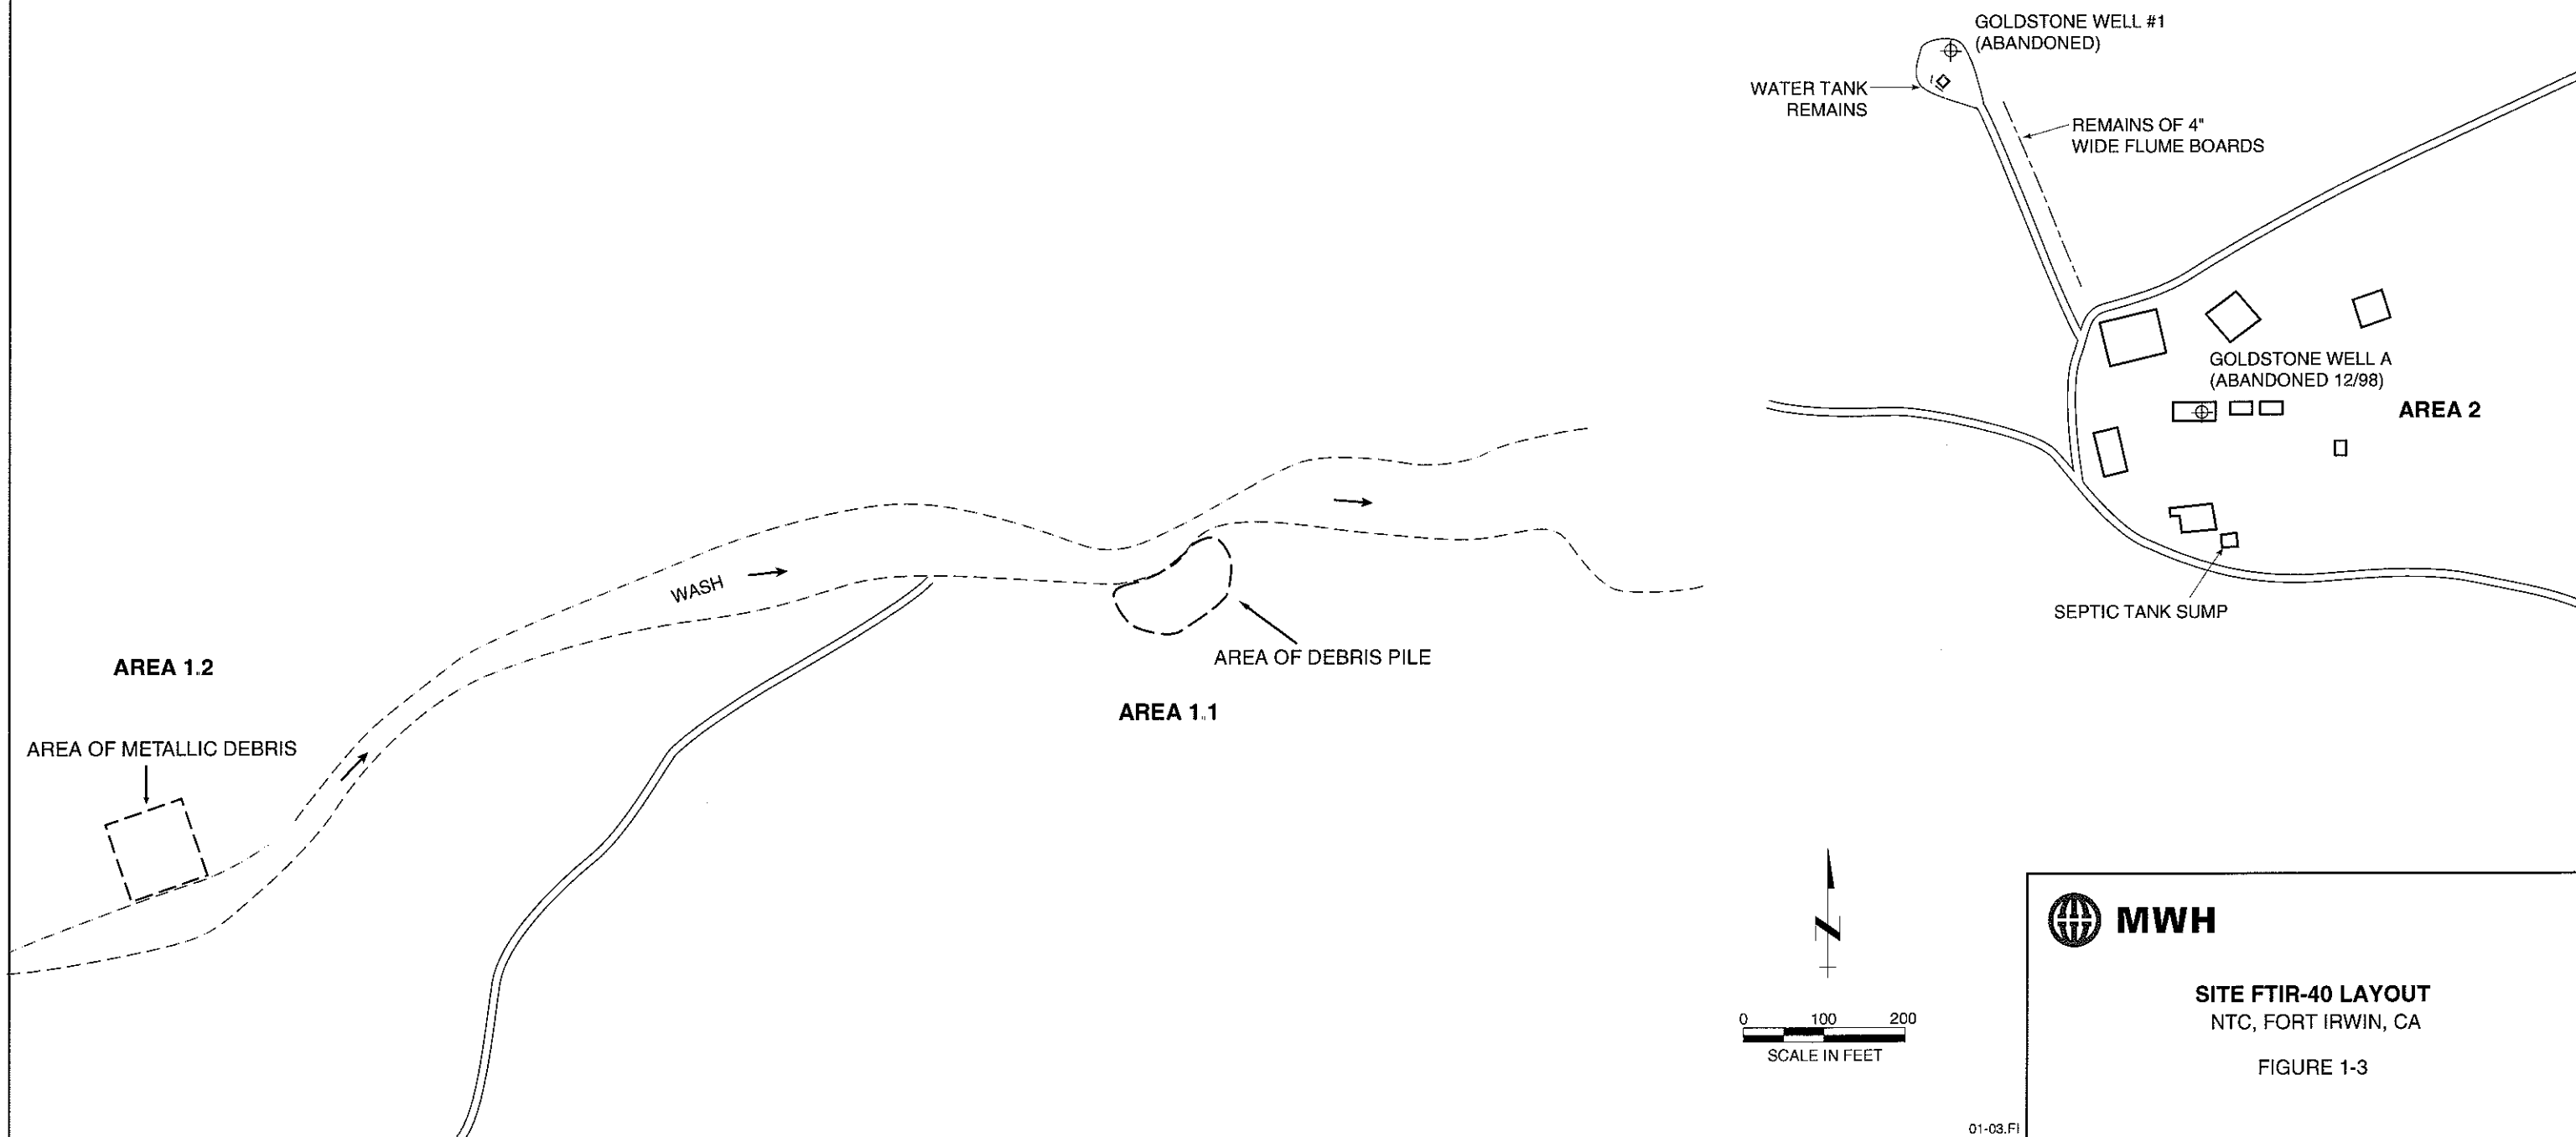 GOLDSTONE WELL #1
(ABANDONED)
WATER TANK
REMAINS
REMAINS OF 4"
WIDE FLUME BOARDS
GOLDSTONE WELL A
(ABANDONED 12/98)
AREA 2
SEPTIC TANK SUMP
WASH
AREA OF DEBRIS PILE
AREA 1.1
AREA 1.2
AREA OF METALLIC DEBRIS
N
0 100 200
SCALE IN FEET
MWH
SITE FTIR-40 LAYOUT
NTC, FORT IRWIN, CA
FIGURE 1-3
01-03.FI